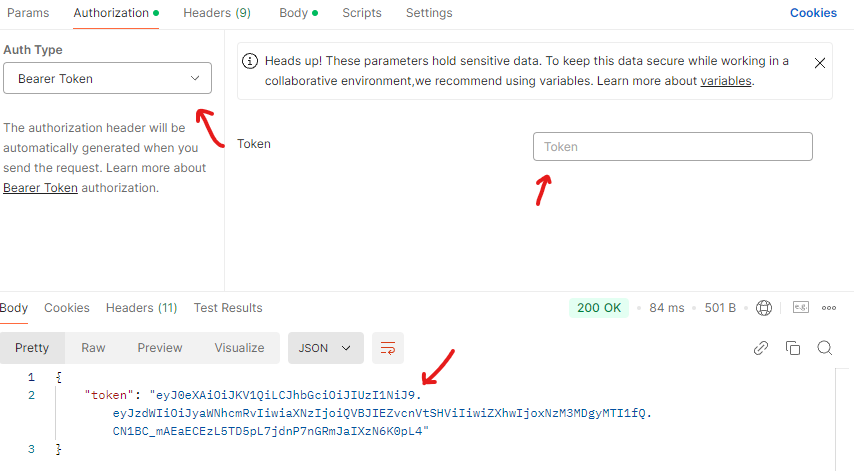 Params Authorization Headers (9) Body Scripts Settings Cookies
Auth Type
Bearer Token
The authorization header will be
automatically generated when you
send the request. Learn more about
Bearer Token authorization.
Heads up! These parameters hold sensitive data. To keep this data secure while working in a
collaborative environment,we recommend using variables. Learn more about variables.
Token Token
Body Cookies Headers (11) Test Results 200 OK 84 ms 501 B e.g.
Pretty Raw Preview Visualize JSON
1 {
2 "token": "eyJ0eXAiOiJKV1QiLCJhbGciOiJIUzI1NiJ9.
eyJzdWIiOiJyaWNhcmRvIiwiaXNzIjoiQVBJIEZvcnVtSHViIiwiZXhwIjoxNzM3MDgyMTI1fQ.
CN1BC_mAEaECEzL5TD5pL7jdnP7nGRmJaIXzN6K0pL4"
3 }